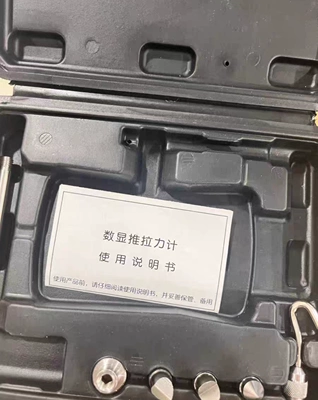 数显推拉力计
使用说明书
使用产品前，请仔细阅读使用说明书，并妥善保管，备用